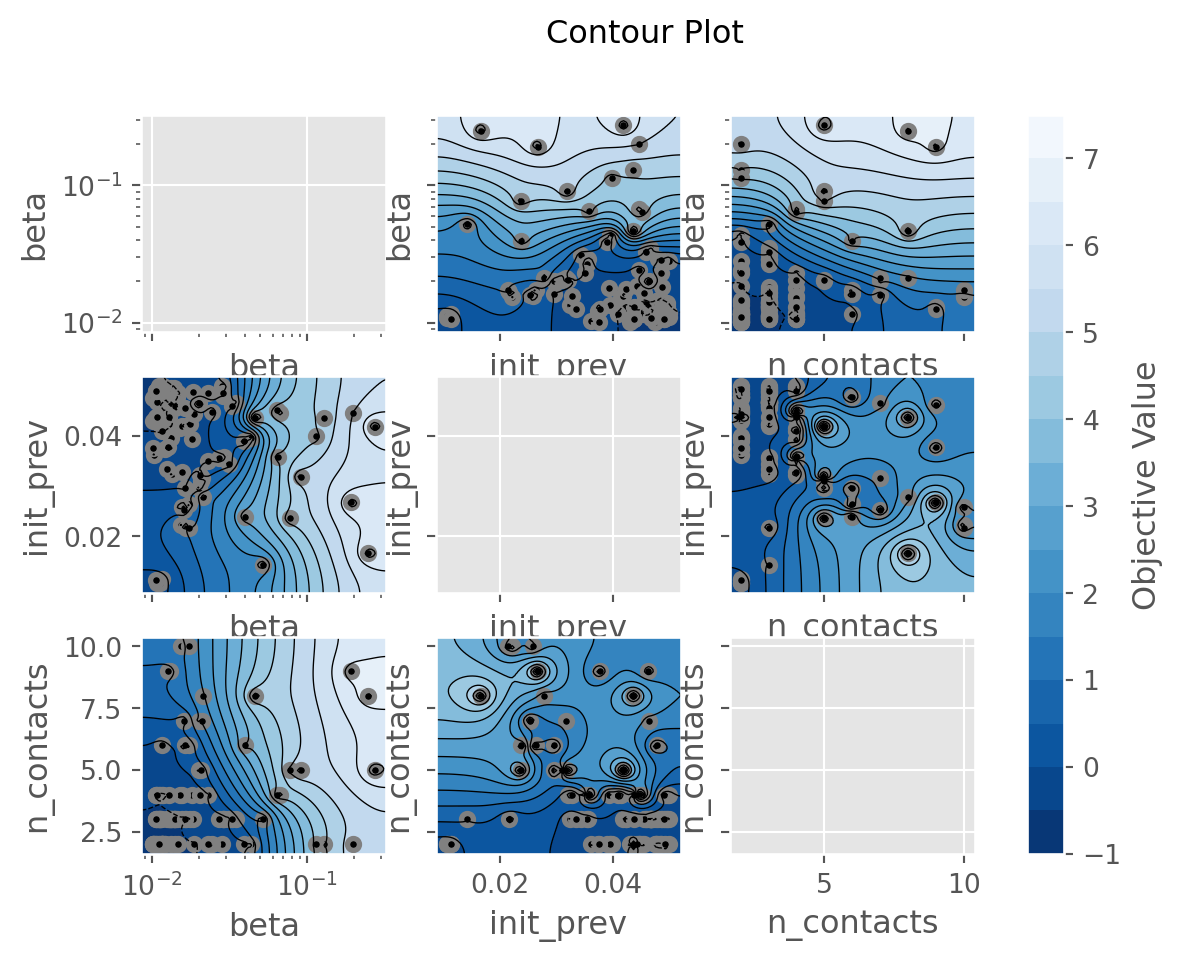 Contour Plot
beta
10⁻¹
10⁻²
beta
beta
init_prev
beta
n_contacts
init_prev
0.04
0.02
beta
init_prev
init_prev
init_prev
n_contacts
n_contacts
10.0
7.5
5.0
2.5
10⁻²
10⁻¹
beta
n_contacts
0.02
0.04
init_prev
n_contacts
5
10
n_contacts
7
6
5
4
3
2
1
0
−1
Objective Value